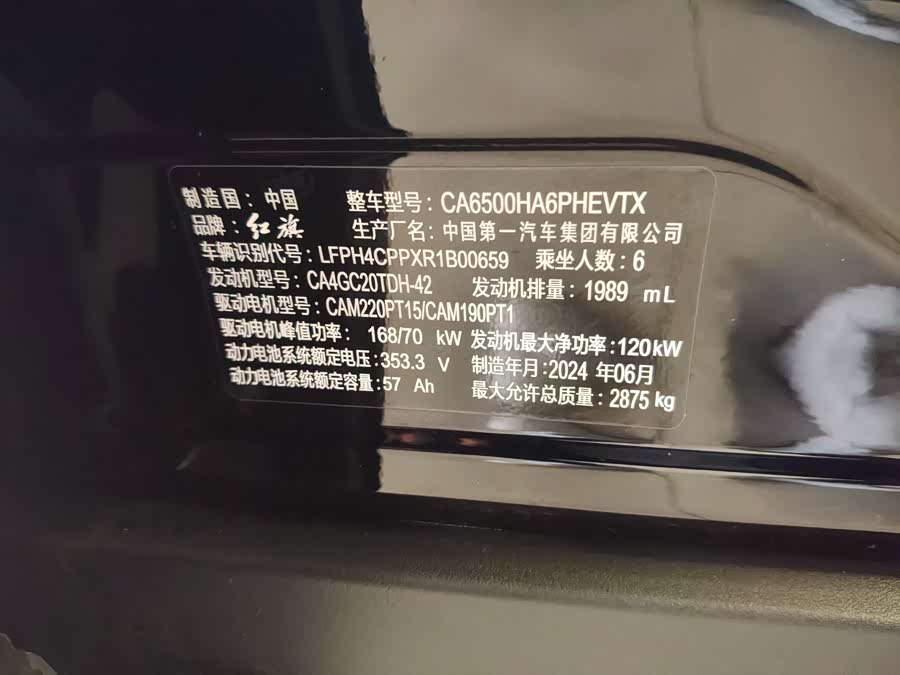 制造国：中国 整车型号：CA6500HA6PHEVTX
品牌：红旗 生产厂名：中国第一汽车集团有限公司
车辆识别代号：LFPH4CPPXR1B00659 乘坐人数：6
发动机型号：CA4GC20TDH-42 发动机排量：1989 mL
驱动电机型号：CAM220PT15/CAM190PT1
驱动电机峰值功率：168/70 kW 发动机最大净功率：120kW
动力电池系统额定电压：353.3 V 制造年月：2024 年06月
动力电池系统额定容量：57 Ah 最大允许总质量：2875 kg